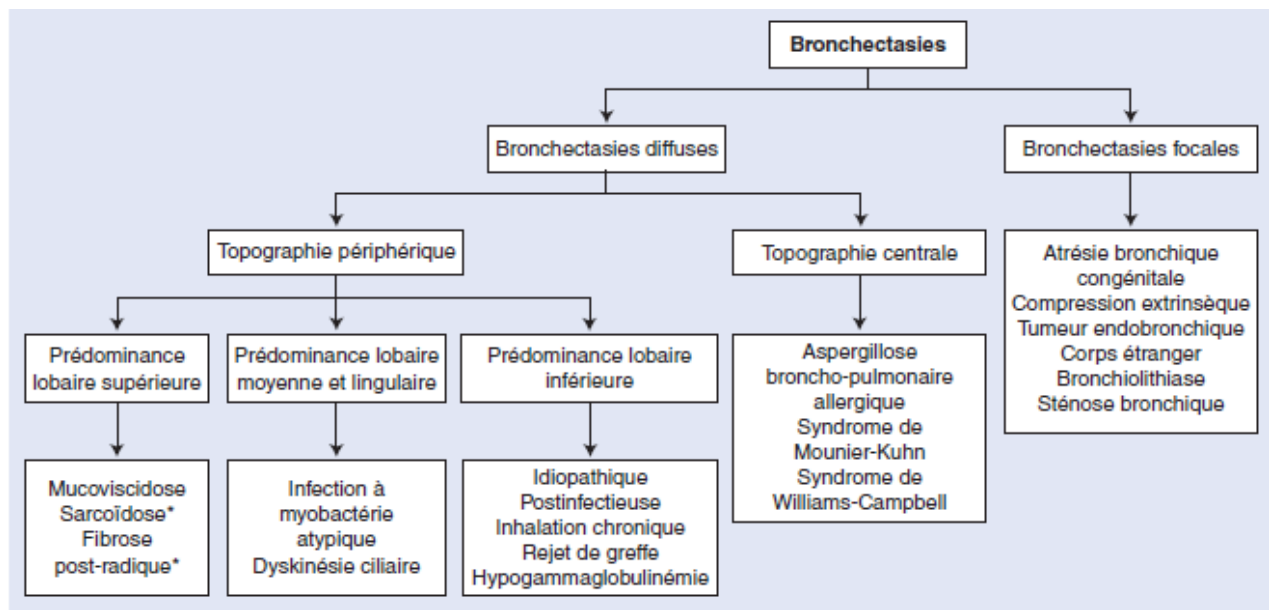 Bronchectasies
Bronchectasies diffuses
Bronchectasies focales
Topographie périphérique
Topographie centrale
Atrésie bronchique
congénitale
Compression extrinsèque
Tumeur endobronchique
Corps étranger
Bronchiolithiase
Sténose bronchique
Prédominance
lobaire supérieure
Prédominance lobaire
moyenne et lingulaire
Prédominance lobaire
inférieure
Aspergillose
broncho-pulmonaire
allergique
Syndrome de
Mounier-Kuhn
Syndrome de
Williams-Campbell
Mucoviscidose
Sarcoïdose*
Fibrose
post-radique*
Infection à
myobactérie
atypique
Dyskinésie ciliaire
Idiopathique
Postinfectieuse
Inhalation chronique
Rejet de greffe
Hypogammaglobulinémie